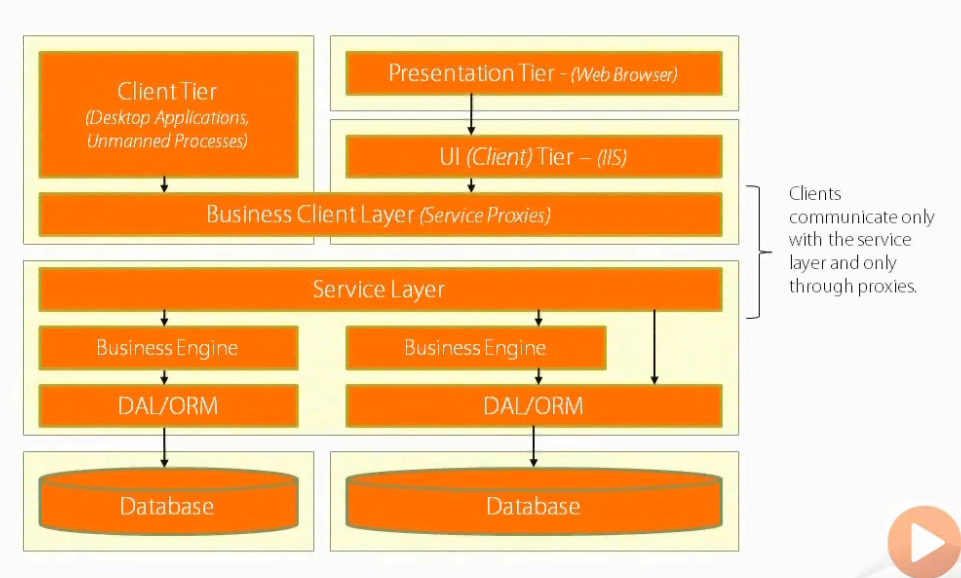 Client Tier
(Desktop Applications,
Unmanned Processes)
Presentation Tier - (Web Browser)
UI (Client) Tier – (IIS)
Business Client Layer (Service Proxies)
Clients
communicate only
with the service
layer and only
through proxies.
Service Layer
Business Engine
Business Engine
DAL/ORM
DAL/ORM
Database
Database